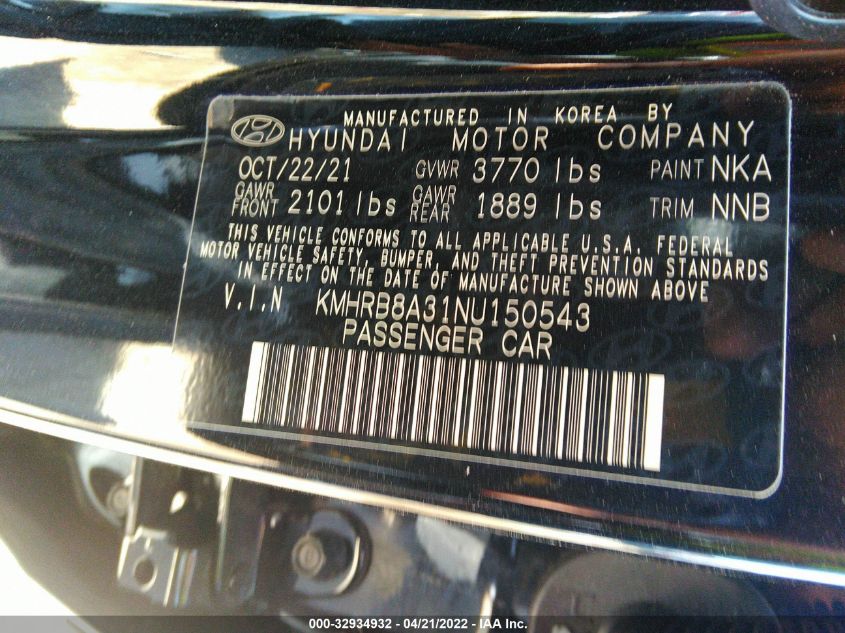 MANUFACTURED IN KOREA BY
HYUNDAI MOTOR COMPANY
OCT/22/21 GVWR 3770 lbs PAINT NKA
GAWR FRONT 2101 lbs GAWR REAR 1889 lbs TRIM NNB
THIS VEHICLE CONFORMS TO ALL APPLICABLE U.S.A. FEDERAL
MOTOR VEHICLE SAFETY, BUMPER, AND THEFT PREVENTION STANDARDS
IN EFFECT ON THE DATE OF MANUFACTURE SHOWN ABOVE
V.I.N KMHRB8A31NU150543
PASSENGER CAR
000-32934932 / 04/21/2022 - IAA Inc.